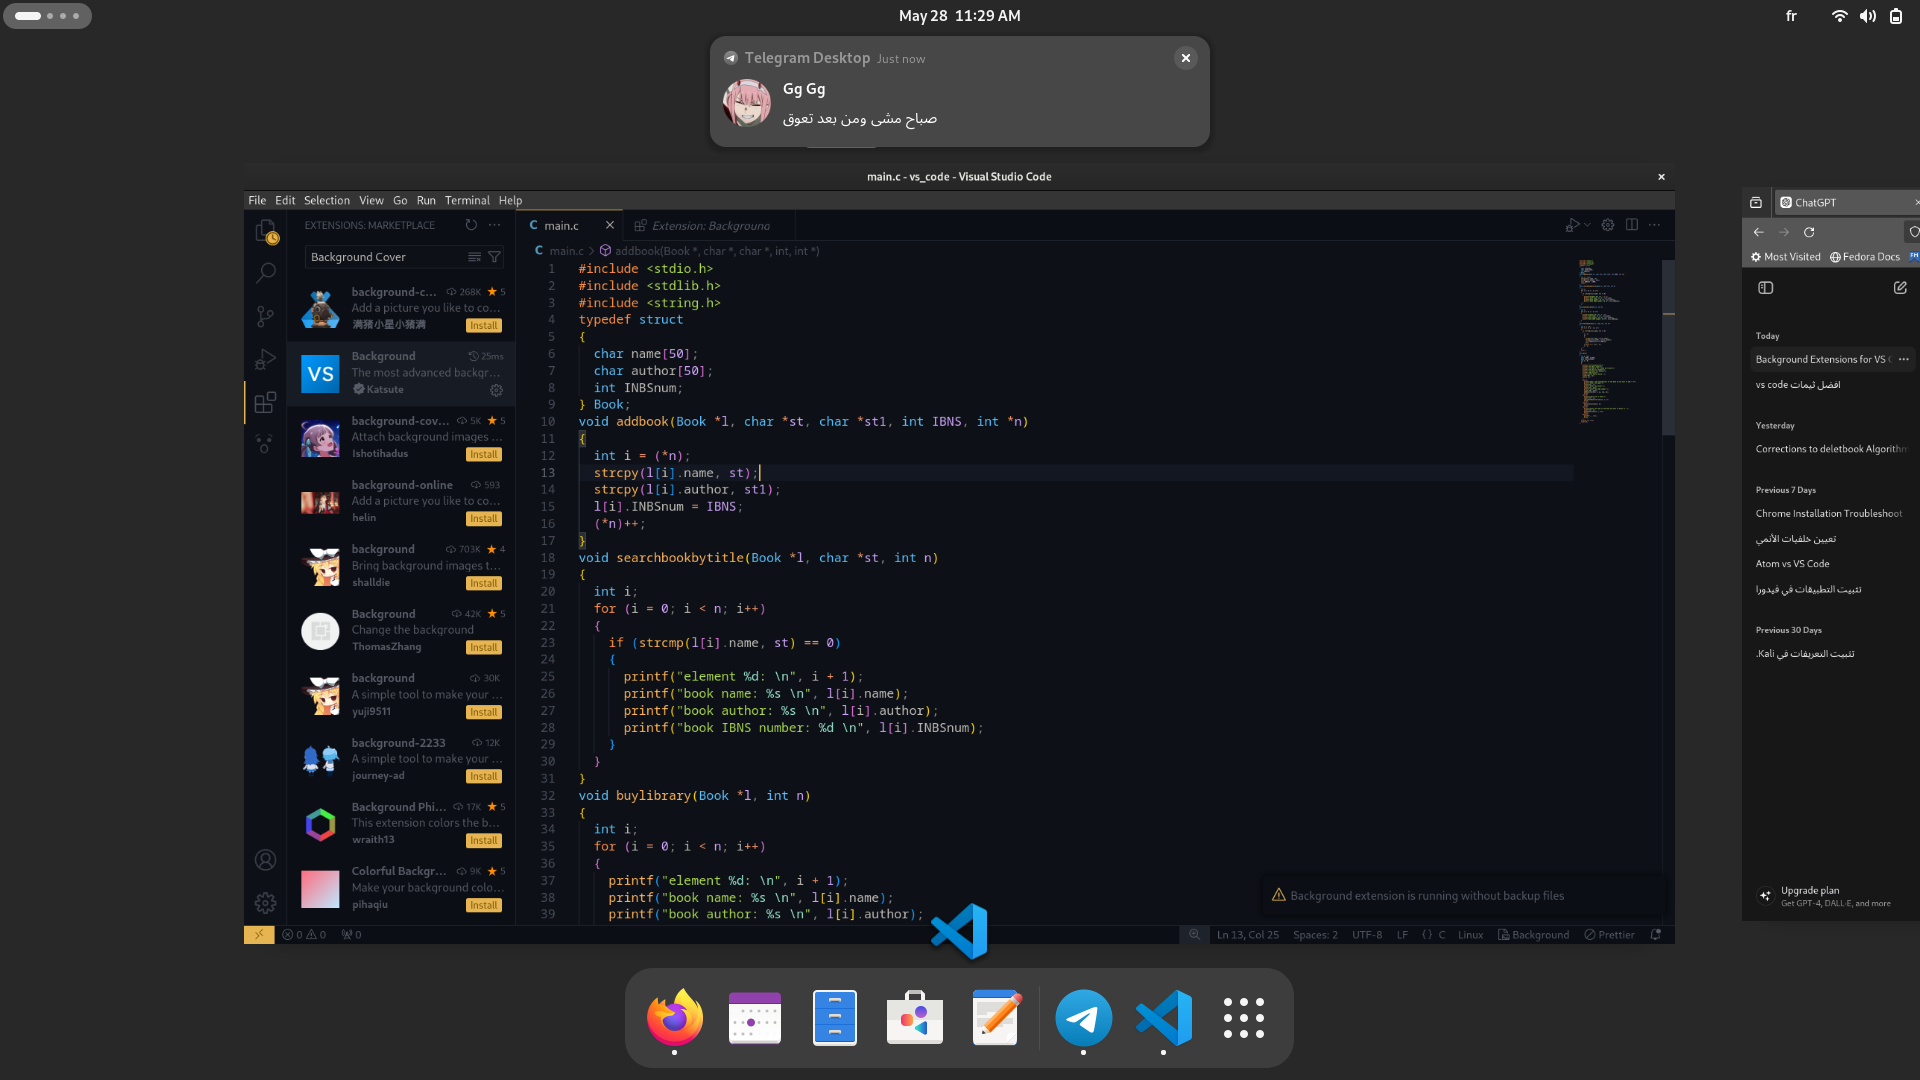 May 28 11:29 AM
fr
Telegram Desktop Just now
Gg Gg
صباح مشى ومن بعد تعوق
main.c - vs_code - Visual Studio Code
File Edit Selection View Go Run Terminal Help
EXTENSIONS: MARKETPLACE
Background Cover
background-c... 268K 5
Add a picture you like to co...
满猪小星小猪满 Install
Background 25ms
VS
The most advanced backgr...
Katsute
background-cov... 5K 5
Attach background images ...
Ishotihadus Install
background-online 593
Add a picture you like to co...
helin Install
background 703K 4
Bring background images t...
shalldie Install
Background 42K 5
Change the background
ThomasZhang Install
background 30K
A simple tool to make your ...
yuji9511 Install
background-2233 12K
A simple tool to make your ...
journey-ad Install
Background Phi... 17K 5
This extension colors the b...
wraith13 Install
Colorful Backgr... 9K 5
Make your background colo...
pihaqiu Install
C main.c Extension: Background
C main.c > addbook(Book *, char *, char *, int, int *)
1 #include <stdio.h>
2 #include <stdlib.h>
3 #include <string.h>
4 typedef struct
5 {
6 char name[50];
7 char author[50];
8 int INBSnum;
9 } Book;
10 void addbook(Book *l, char *st, char *st1, int IBNS, int *n)
11 {
12 int i = (*n);
13 strcpy(l[i].name, st);
14 strcpy(l[i].author, st1);
15 l[i].INBSnum = IBNS;
16 (*n)++;
17 }
18 void searchbookbytitle(Book *l, char *st, int n)
19 {
20 int i;
21 for (i = 0; i < n; i++)
22 {
23 if (strcmp(l[i].name, st) == 0)
24 {
25 printf("element %d: \n", i + 1);
26 printf("book name: %s \n", l[i].name);
27 printf("book author: %s \n", l[i].author);
28 printf("book IBNS number: %d \n", l[i].INBSnum);
29 }
30 }
31 }
32 void buylibrary(Book *l, int n)
33 {
34 int i;
35 for (i = 0; i < n; i++)
36 {
37 printf("element %d: \n", i + 1);
38 printf("book name: %s \n", l[i].name);
39 printf("book author: %s \n", l[i].author);
Background extension is running without backup files
0 0 0
Ln 13, Col 25 Spaces: 2 UTF-8 LF { } C Linux Background Prettier
ChatGPT
Most Visited Fedora Docs
Today
Background Extensions for VS C ...
افضل ثيمات vs code
Yesterday
Corrections to deletbook Algorithm
Previous 7 Days
Chrome Installation Troubleshoot
تعيين خلفيات الأنمي
Atom vs VS Code
تثبيت التطبيقات في فيدورا
Previous 30 Days
تثبيت التعريفات في Kali.
Upgrade plan
Get GPT-4, DALL·E, and more